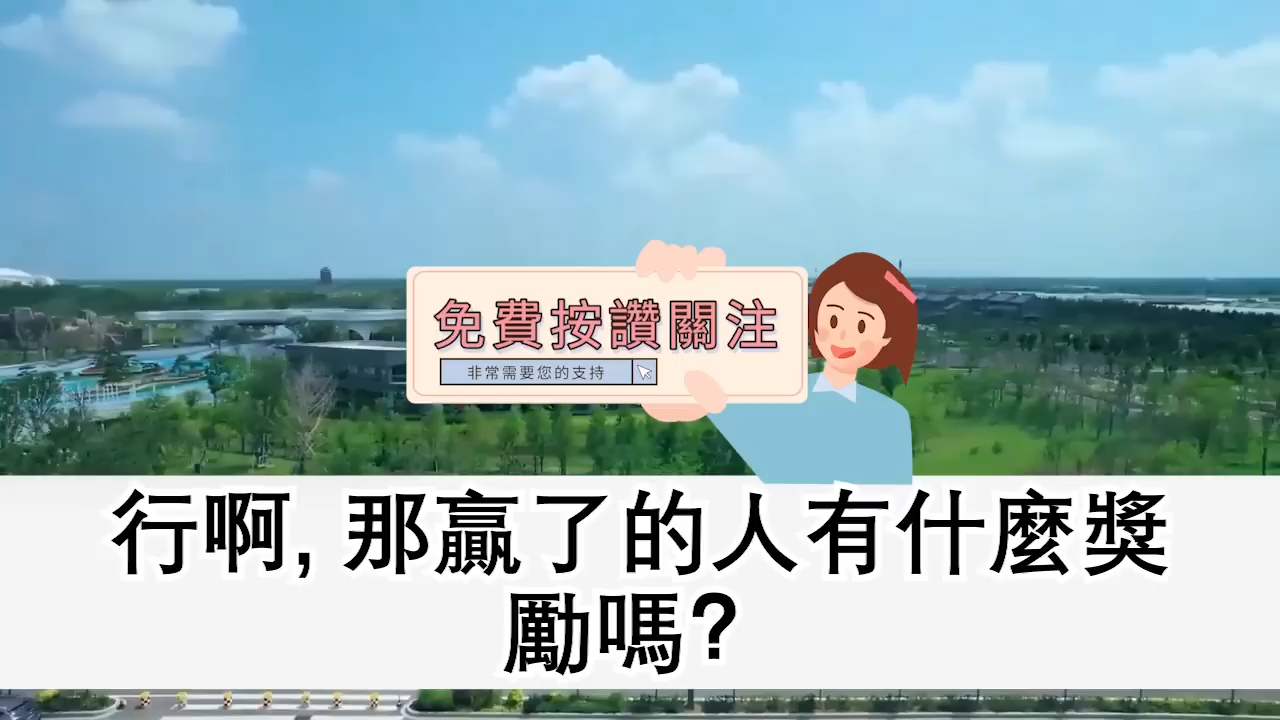 免費按讚關注
非常需要您的支持
行啊,那贏了的人有什麼獎
勵嗎?